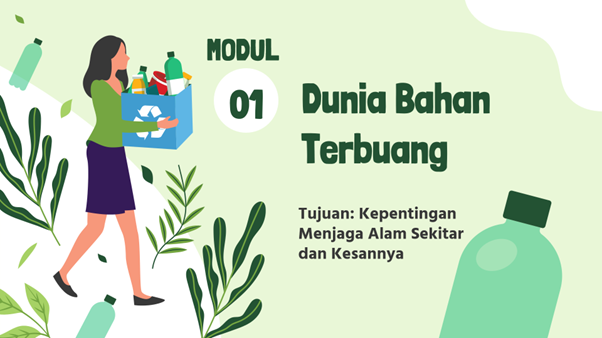 MODUL
01
Dunia Bahan
Terbuang
Tujuan: Kepentingan
Menjaga Alam Sekitar
dan Kesannya